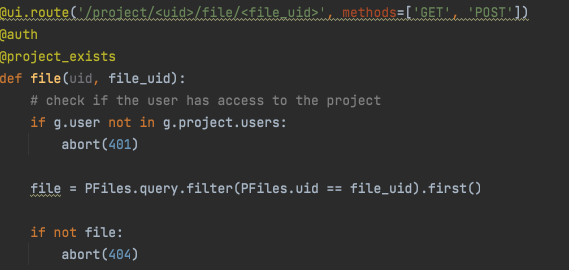 @ui.route('/project/<uid>/file/<file_uid>', methods=['GET', 'POST'])
@auth
@project_exists
def file(uid, file_uid):
    # check if the user has access to the project
    if g.user not in g.project.users:
        abort(401)
    file = PFiles.query.filter(PFiles.uid == file_uid).first()
    if not file:
        abort(404)